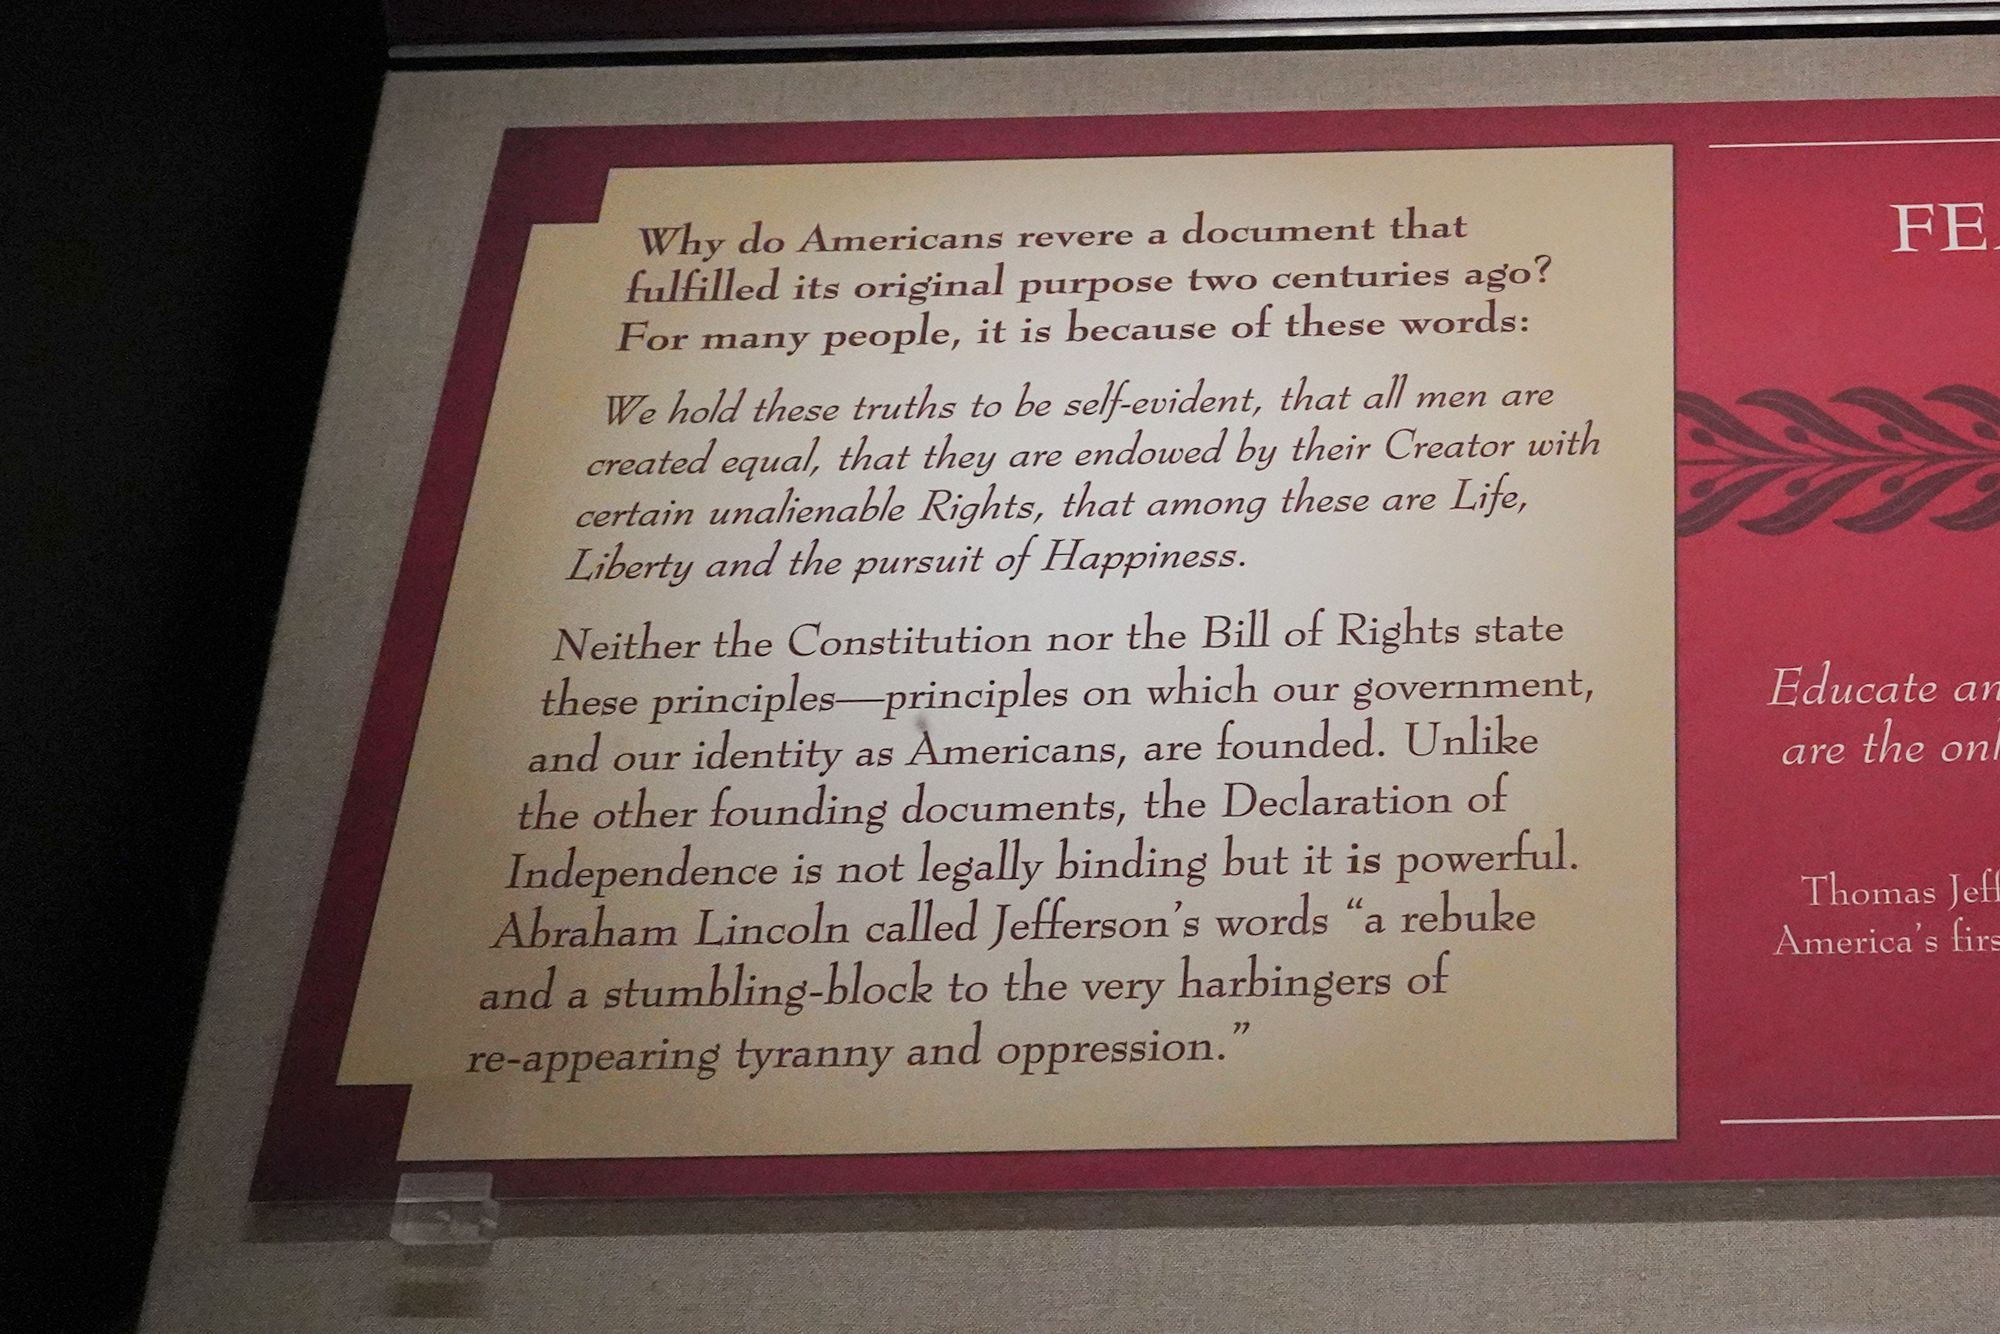 Why do Americans revere a document that
fulfilled its original purpose two centuries ago?
For many people, it is because of these words:
We hold these truths to be self-evident, that all men are
created equal, that they are endowed by their Creator with
certain unalienable Rights, that among these are Life,
Liberty and the pursuit of Happiness.
Neither the Constitution nor the Bill of Rights state
these principles—principles on which our government,
and our identity as Americans, are founded. Unlike
the other founding documents, the Declaration of
Independence is not legally binding but it is powerful.
Abraham Lincoln called Jefferson's words “a rebuke
and a stumbling-block to the very harbingers of
re-appearing tyranny and oppression.”
Educate
are the
Thomas
America's